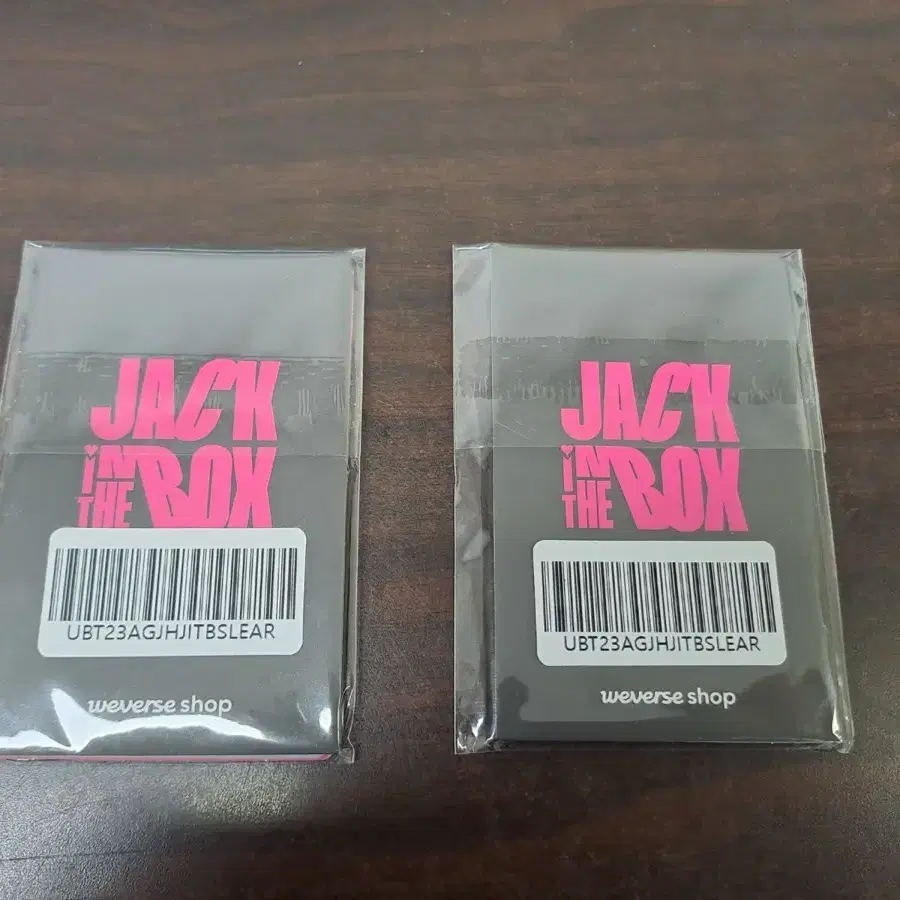 JACK
iN
THE BOX
UBT23AGJHJITBSLEAR
weverse shop
JACK
iN
THE BOX
UBT23AGJHJITBSLEAR
weverse shop